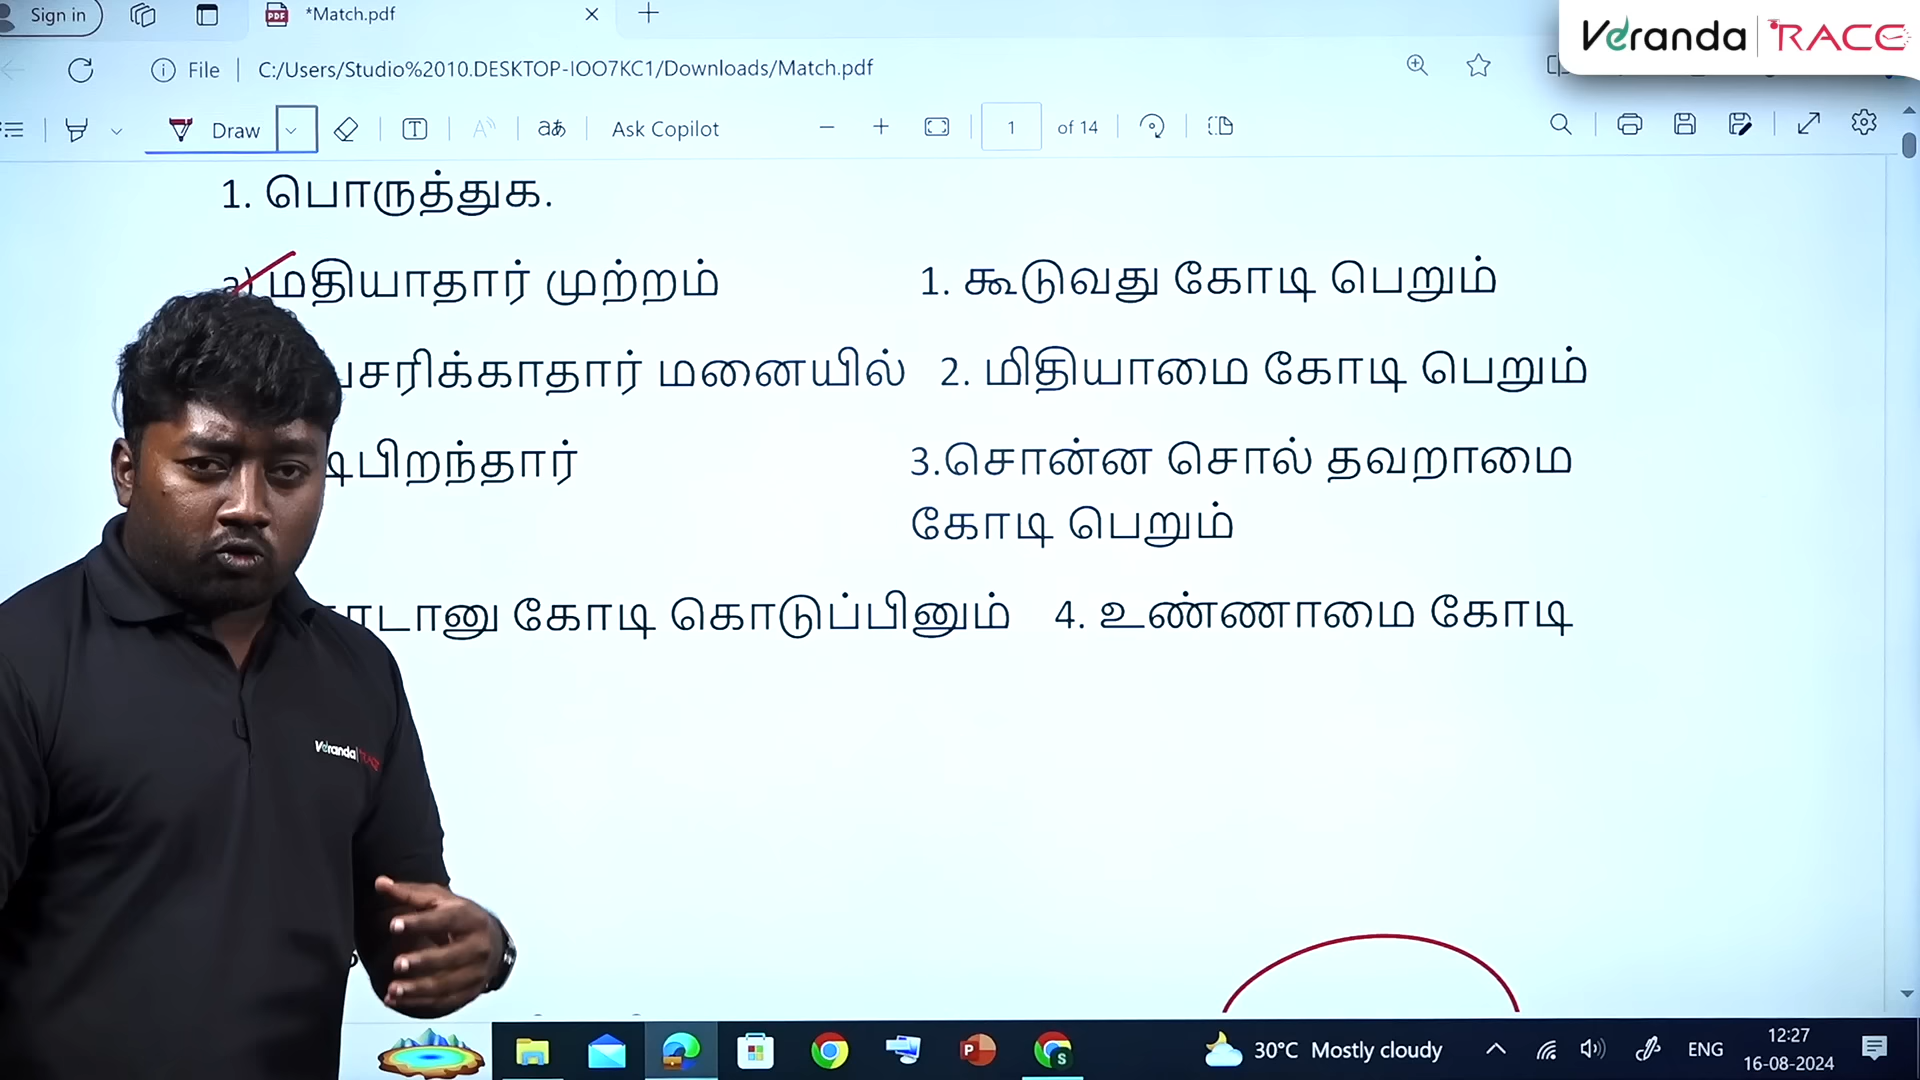 Sign in
*Match.pdf
Veranda RACE
File
C:/Users/Studio%2010.DESKTOP-IOO7KC1/Downloads/Match.pdf
Draw
Ask Copilot
1 of 14
1. பொருத்துக.
a) மதியாதார் முற்றம்
1. கூடுவது கோடி பெறும்
சரிக்காதார் மனையில்
2. மிதியாமை கோடி பெறும்
பிறந்தார்
3.சொன்ன சொல் தவறாமை
கோடி பெறும்
டானு கோடி கொடுப்பினும்
4. உண்ணாமை கோடி
Veranda RACE
30°C Mostly cloudy
ENG
12:27
16-08-2024